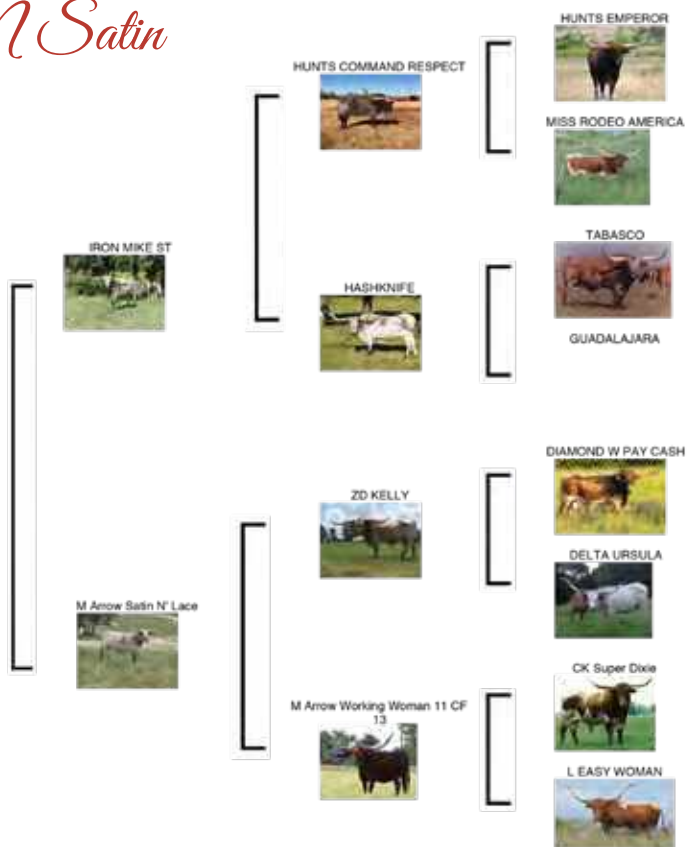 Satin
HUNTS EMPEROR
HUNTS COMMAND RESPECT
MISS RODEO AMERICA
IRON MIKE ST
TABASCO
HASHKNIFE
GUADALAJARA
DIAMOND W PAY CASH
ZD KELLY
DELTA URSULA
M Arrow Satin N' Lace
CK Super Dixie
M Arrow Working Woman 11 CF
13
L EASY WOMAN